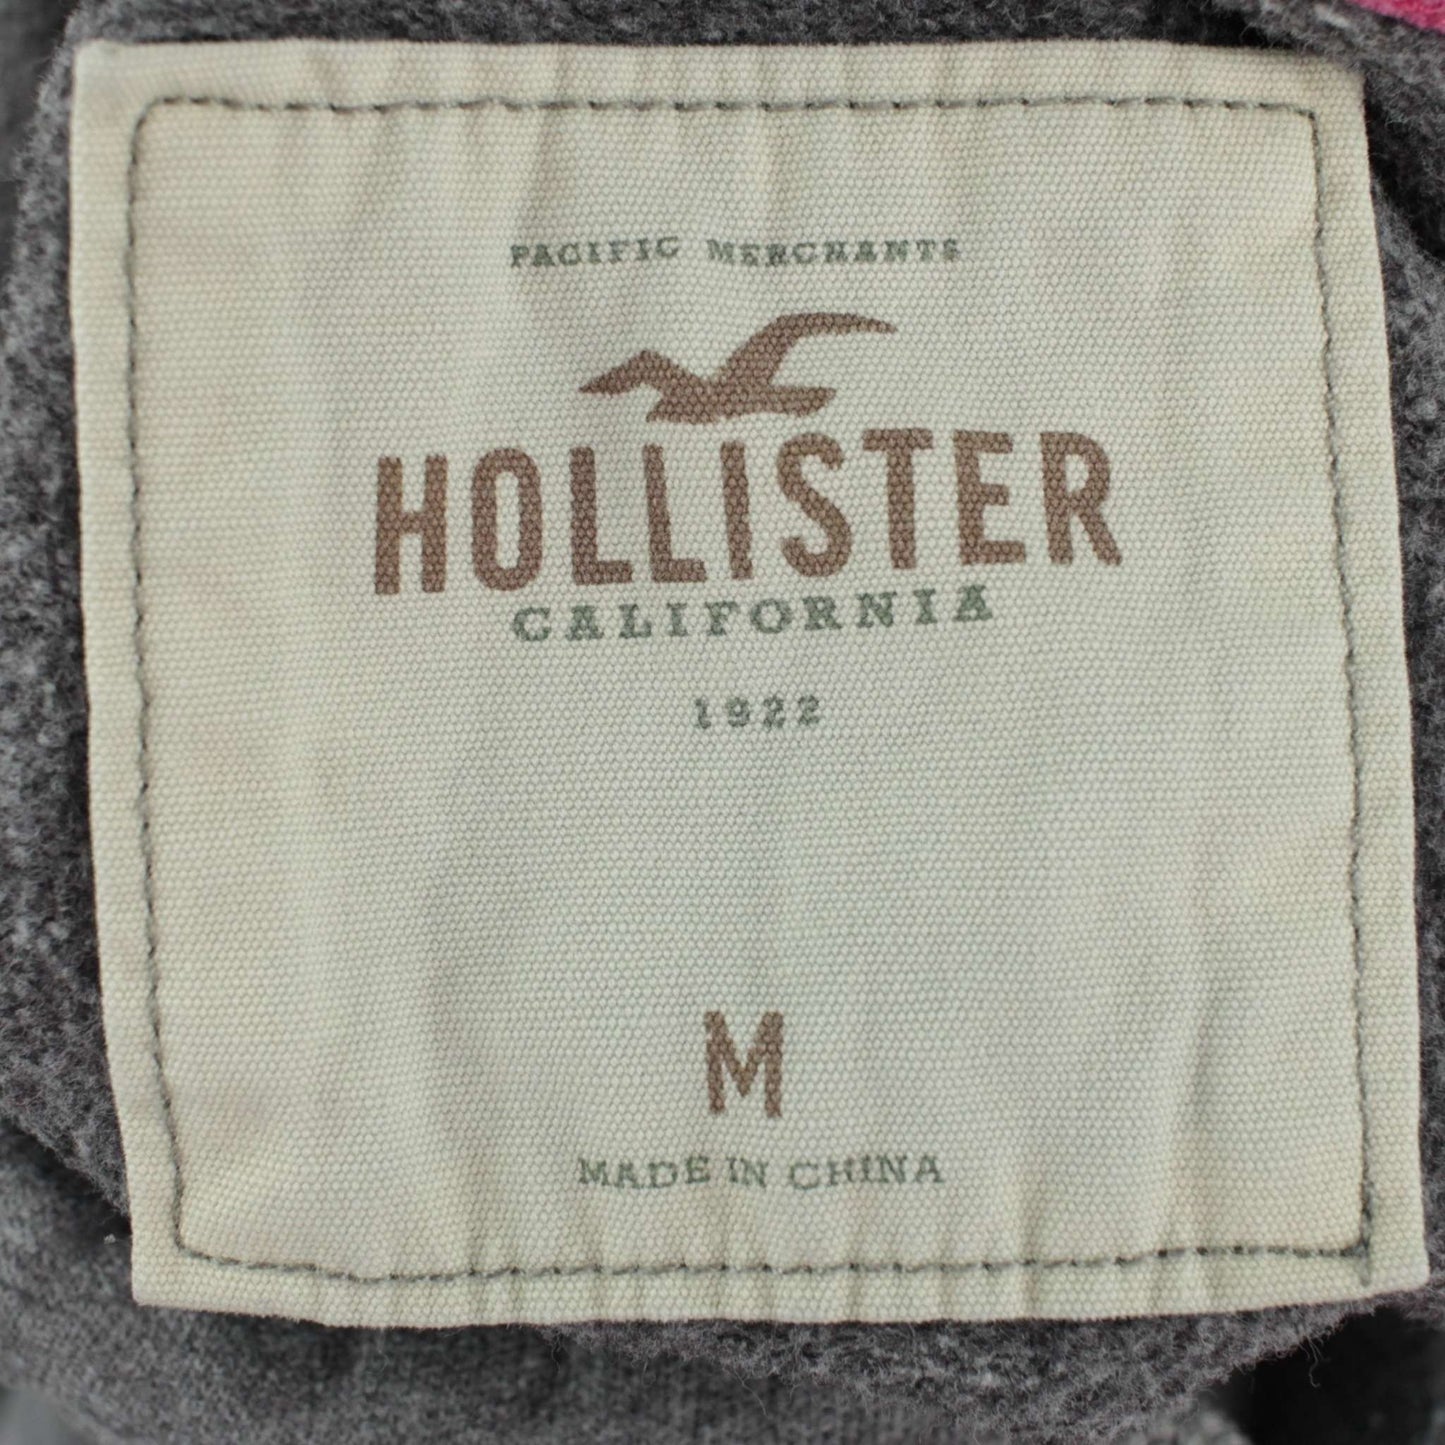 PACIFIC MERCHANTS
HOLLISTER
CALIFORNIA
1922
M
MADE IN CHINA